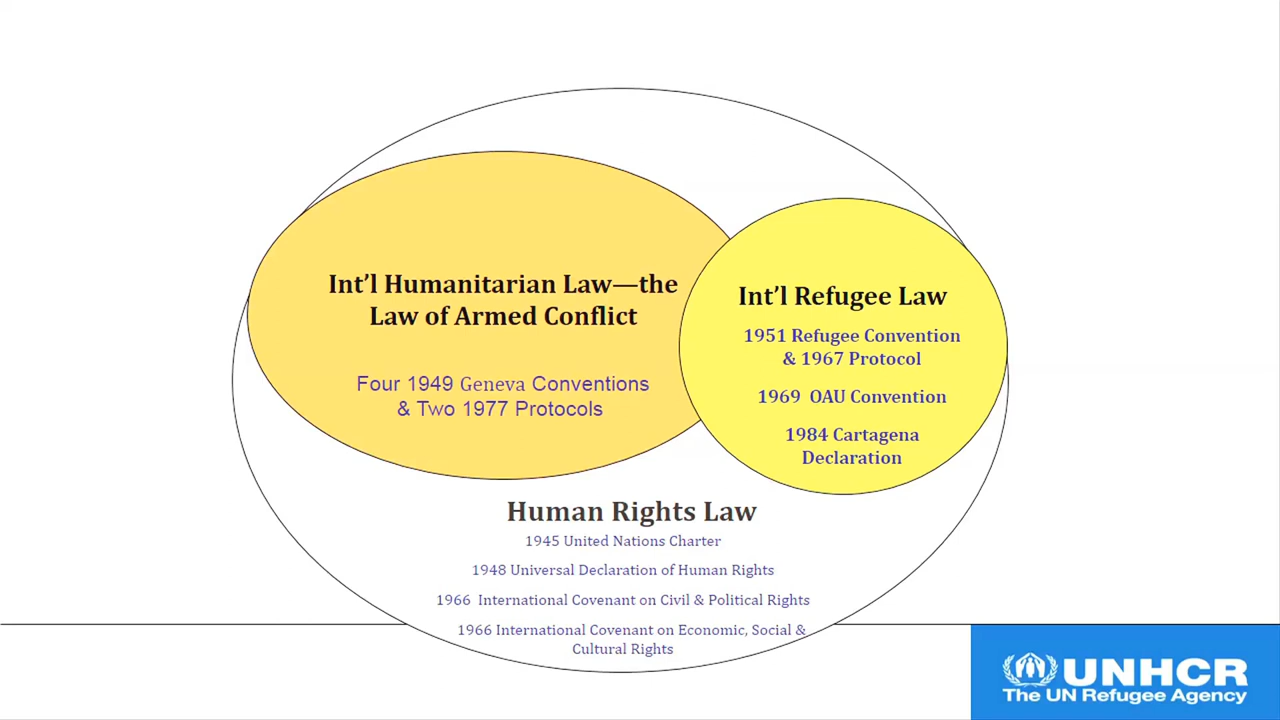 Int'l Humanitarian Law—the
Law of Armed Conflict
Four 1949 Geneva Conventions
& Two 1977 Protocols
Int'l Refugee Law
1951 Refugee Convention
& 1967 Protocol
1969 OAU Convention
1984 Cartagena
Declaration
Human Rights Law
1945 United Nations Charter
1948 Universal Declaration of Human Rights
1966 International Covenant on Civil & Political Rights
1966 International Covenant on Economic, Social &
Cultural Rights
UNHCR
The UN Refugee Agency